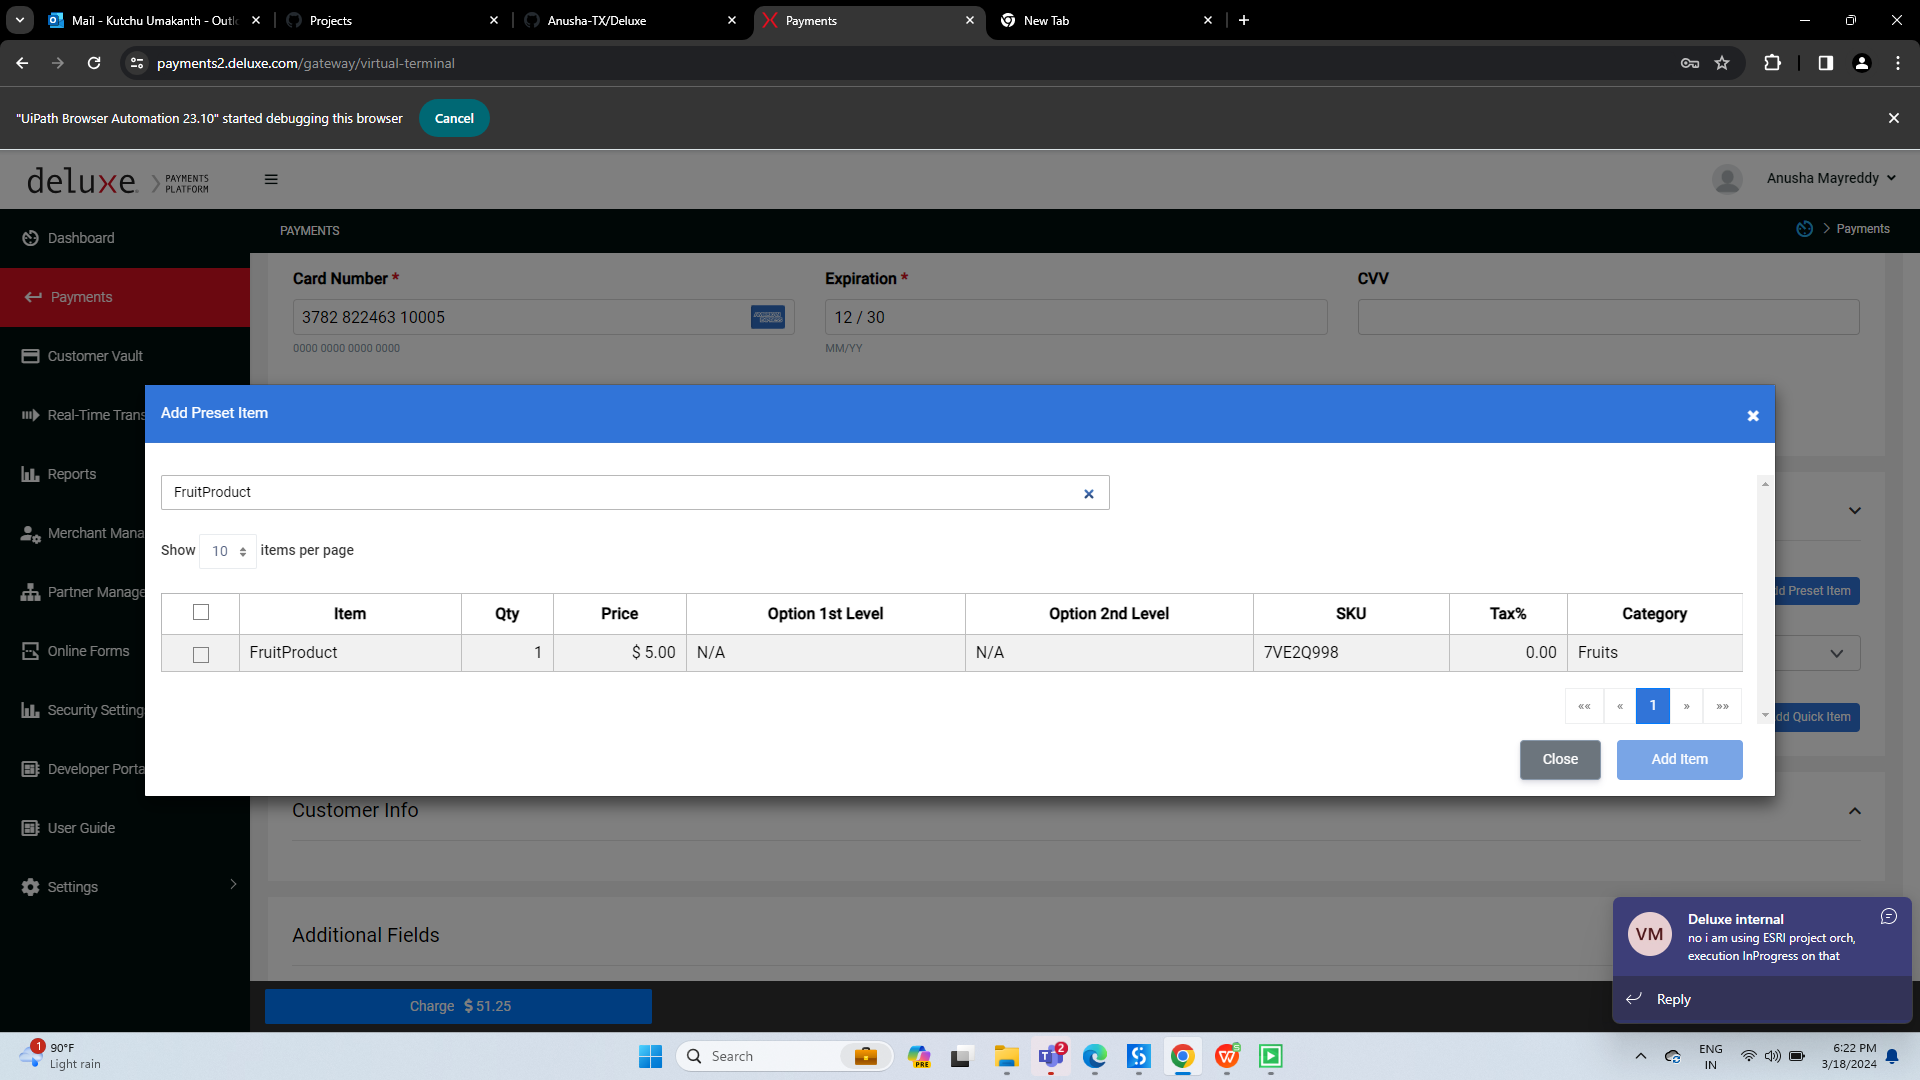 Mail - Kutchu Umakanth - Outl
Projects
Anusha-TX/Deluxe
Payments
New Tab
payments2.deluxe.com/gateway/virtual-terminal
"UiPath Browser Automation 23.10" started debugging this browser
Cancel
deluxe.
PAYMENTS
PLATFORM
Anusha Mayreddy
Dashboard
PAYMENTS
Payments
Payments
Card Number *
Expiration *
CVV
3782 822463 10005
12 / 30
0000 0000 0000 0000
MM/YY
Customer Vault
Real-Time Trans
Reports
Merchant Mana
Partner Manage
Online Forms
Security Setting
Developer Porta
User Guide
Settings
Add Preset Item
FruitProduct
Show 10 items per page
Item Qty Price Option 1st Level Option 2nd Level SKU Tax% Category
FruitProduct 1 $ 5.00 N/A N/A 7VE2Q998 0.00 Fruits
«« « 1 » »»
Close
Add Item
dd Preset Item
dd Quick Item
Customer Info
Additional Fields
Charge $ 51.25
VM
Deluxe internal
no i am using ESRI project orch,
execution InProgress on that
Reply
1
90°F
Light rain
Search
PRE
2
ENG
IN
6:22 PM
3/18/2024